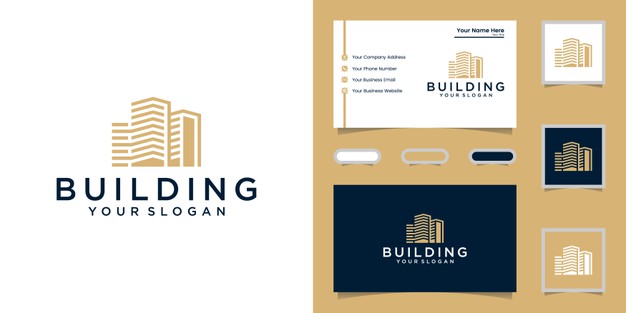 BUILDING
YOUR SLOGAN
Your Name Here
Your Title
Your Company Address
Your Phone Number
Your Business Email
Your Business Website
BUILDING
YOUR SLOGAN
BUILDING
YOUR SLOGAN